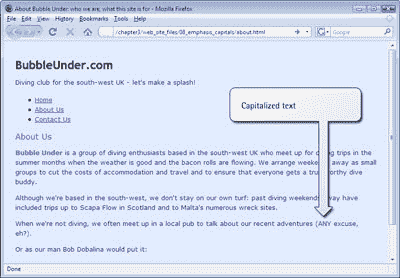 About Bubble Under: who we are, what this site is for - Mozilla Firefox
File Edit View History Bookmarks Tools Help
/chapter3/web_site_files/08_emphasis_capitals/about.html
Google
BubbleUnder.com
Diving club for the south-west UK - let's make a splash!
Home
About Us
Contact Us
Capitalized text
About Us
Bubble Under is a group of diving enthusiasts based in the south-west UK who meet up for diving trips in the
summer months when the weather is good and the bacon rolls are flowing. We arrange weekends away as small
groups to cut the costs of accommodation and travel and to ensure that everyone gets a trustworthy dive
buddy.
Although we're based in the south-west, we don't stay on our own turf: past diving weekends away have
included trips up to Scapa Flow in Scotland and to Malta's numerous wreck sites.
When we're not diving, we often meet up in a local pub to talk about our recent adventures (ANY excuse,
eh?).
Or as our man Bob Dobalina would put it:
Done